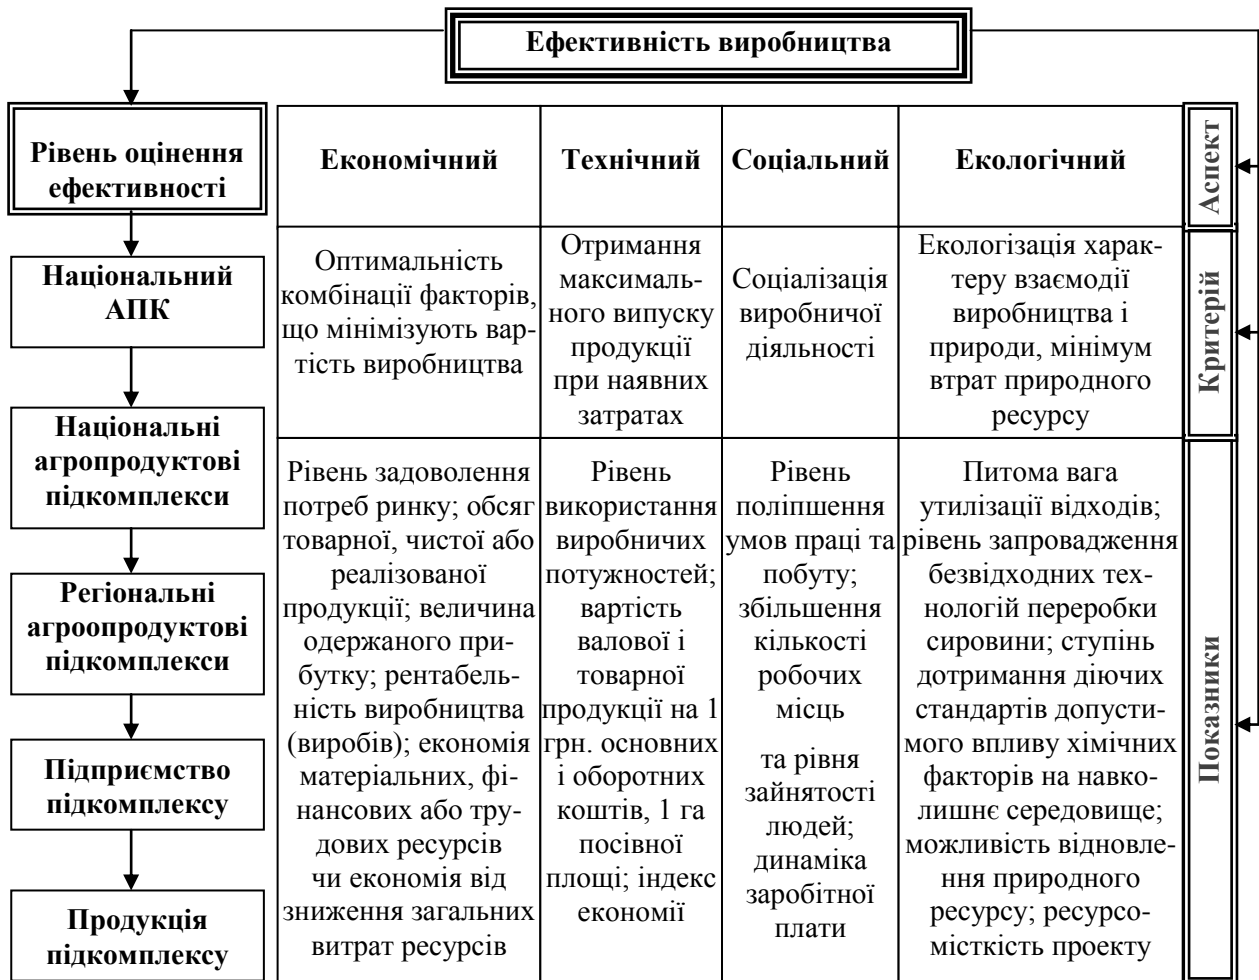 Ефективність виробництва
Рівень оцінення
ефективності
Національний
АПК
Національні
агропродуктові
підкомплекси
Регіональні
агроопродуктові
підкомплекси
Підприємство
підкомплексу
Продукція
підкомплексу
Економічний
Технічний
Соціальний
Екологічний
Аспект
Оптимальність
комбінації факторів,
що мінімізують вар-
тість виробництва
Отримання
максималь-
ного випуску
продукції
при наявних
затратах
Соціалізація
виробничої
діяльності
Екологізація харак-
теру взаємодії
виробництва і
природи, мінімум
втрат природного
ресурсу
Критерій
Рівень задоволення
потреб ринку; обсяг
товарної, чистої або
реалізованої
продукції; величина
одержаного при-
бутку; рентабель-
ність виробництва
(виробів); економія
матеріальних, фі-
нансових або тру-
дових ресурсів
чи економія від
зниження загальних
витрат ресурсів
Рівень
використання
виробничих
потужностей;
вартість
валової і
товарної
продукції на 1
грн. основних
і оборотних
коштів, 1 га
посівної
площі; індекс
економії
Рівень
поліпшення
умов праці та
побуту;
збільшення
кількості
робочих
місць
та рівня
зайнятості
людей;
динаміка
заробітної
плати
Питома вага
утилізації відходів;
рівень запровадження
безвідходних тех-
нологій переробки
сировини; ступінь
дотримання діючих
стандартів допусти-
мого впливу хімічних
факторів на навко-
лишнє середовище;
можливість відновле-
ння природного
ресурсу; ресурсо-
місткість проекту
Показники